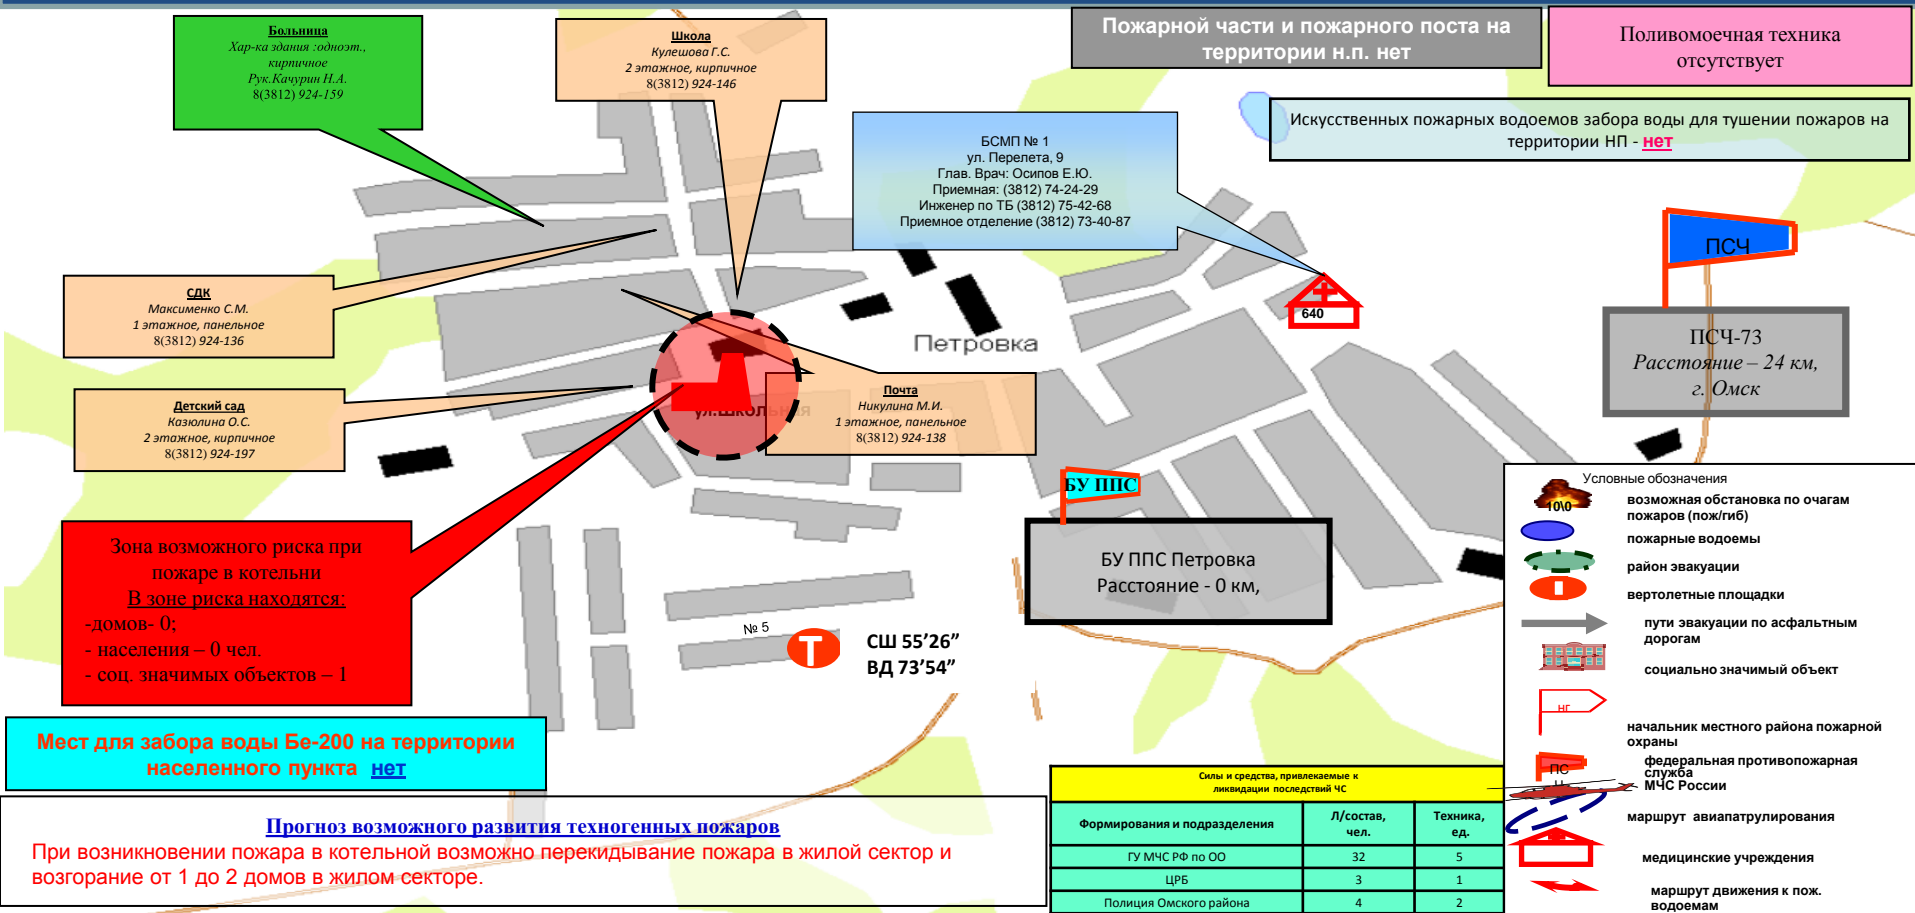 Больница
Хар-ка здания :одноэт.,
кирпичное
Рук.Качурин Н.А.
8(3812) 924-159
Школа
Кулешова Г.С.
2 этажное, кирпичное
8(3812) 924-146
Пожарной части и пожарного поста на
территории н.п. нет
Поливомоечная техника
отсутствует
Искусственных пожарных водоемов забора воды для тушении пожаров на
территории НП - нет
БСМП № 1
ул. Перелета, 9
Глав. Врач: Осипов Е.Ю.
Приемная: (3812) 74-24-29
Инженер по ТБ (3812) 75-42-68
Приемное отделение (3812) 73-40-87
СДК
Максименко С.М.
1 этажное, панельное
8(3812) 924-136
640
ПСЧ
ПСЧ-73
Расстояние – 24 км,
г. Омск
Петровка
Детский сад
Казюлина О.С.
2 этажное, кирпичное
8(3812) 924-197
ул.Школьная
Почта
Никулина М.И.
1 этажное, панельное
8(3812) 924-138
БУ ППС
БУ ППС Петровка
Расстояние - 0 км,
Зона возможного риска при
пожаре в котельни
В зоне риска находятся:
-домов- 0;
- населения – 0 чел.
- соц. значимых объектов – 1
№ 5
Т
СШ 55’26”
ВД 73’54”
Мест для забора воды Бе-200 на территории
населенного пункта нет
Прогноз возможного развития техногенных пожаров
При возникновении пожара в котельной возможно перекидывание пожара в жилой сектор и
возгорание от 1 до 2 домов в жилом секторе.
Силы и средства, привлекаемые к
ликвидации последствий ЧС
Формирования и подразделения
Л/состав,
чел.
Техника,
ед.
ГУ МЧС РФ по ОО 32 5
ЦРБ 3 1
Полиция Омского района 4 2
Условные обозначения
10\0
возможная обстановка по очагам
пожаров (пож/гиб)
пожарные водоемы
район эвакуации
вертолетные площадки
пути эвакуации по асфальтным
дорогам
социально значимый объект
НГ
начальник местного района пожарной
охраны
ПС
Ч
федеральная противопожарная
служба
МЧС России
маршрут авиапатрулирования
медицинские учреждения
маршрут движения к пож.
водоемам